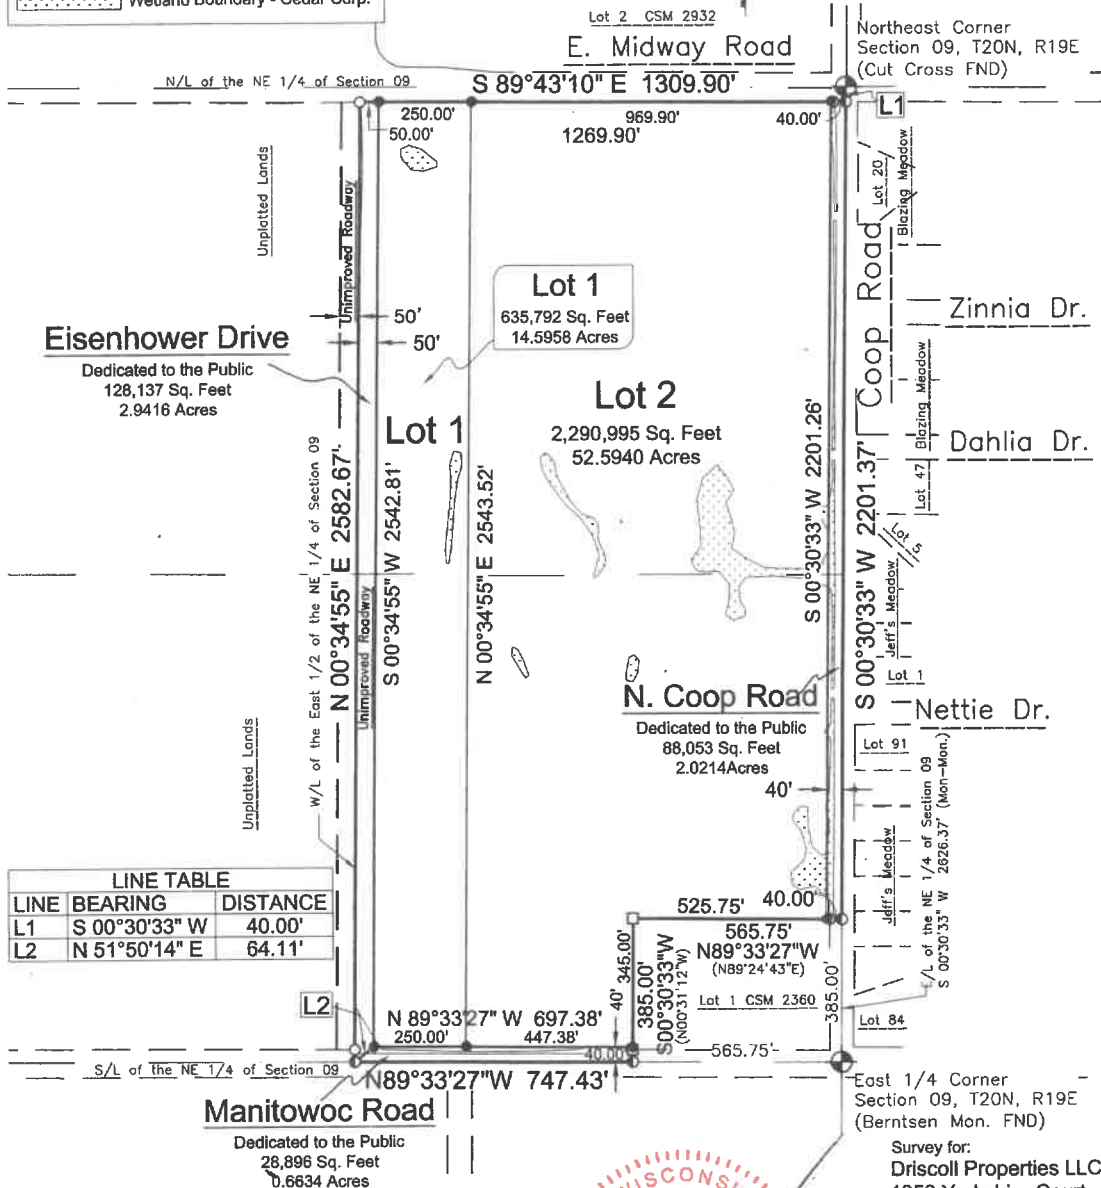 Wetland Boundary - Cedar Corp.
Lot 2 CSM 2932
E. Midway Road
Northeast Corner
Section 09, T20N, R19E
(Cut Cross FND)
N/L of the NE 1/4 of Section 09
S 89°43'10" E 1309.90'
L1
250.00'
50.00'
969.90'
1269.90'
40.00'
Unplatted Lands
Unimproved Roadway
Lot 20
Blazing Meadow
Coop Road
Lot 1
635,792 Sq. Feet
14.5958 Acres
50'
50'
Zinnia Dr.
Eisenhower Drive
Dedicated to the Public
128,137 Sq. Feet
2.9416 Acres
Lot 1
Lot 2
2,290,995 Sq. Feet
52.5940 Acres
Blazing Meadow
Dahlia Dr.
Lot 47
Lot 5
W/L of the East 1/2 of the NE 1/4 of Section 09
N 00°34'55" E 2582.67'
S 00°34'55" W 2542.81'
N 00°34'55" E 2543.52'
S 00°30'33" W 2201.26'
S 00°30'33" W 2201.37'
Unimproved Roadway
Jeff's Meadow
Lot 1
N. Coop Road
Dedicated to the Public
88,053 Sq. Feet
2.0214Acres
Nettie Dr.
Lot 91
40'
Unplatted Lands
Jeff's Meadow
E/L of the NE 1/4 of Section 09
S 00°30'33" W 2626.37' (Mon-Mon.)
LINE TABLE
LINE BEARING DISTANCE
L1 S 00°30'33" W 40.00'
L2 N 51°50'14" E 64.11'
525.75'
40.00'
565.75'
N89°33'27"W
(N89°24'43"E)
345.00'
40'
385.00'
S00°30'33"W
(N00°31'12"W)
Lot 1 CSM 2360
385.00'
Lot 84
L2
N 89°33'27" W 697.38'
250.00'
447.38'
40.00'
565.75'
S/L of the NE 1/4 of Section 09
N89°33'27"W 747.43'
East 1/4 Corner
Section 09, T20N, R19E
(Berntsen Mon. FND)
Manitowoc Road
Dedicated to the Public
28,896 Sq. Feet
0.6634 Acres
WISCONS
Survey for:
Driscoll Properties LLC